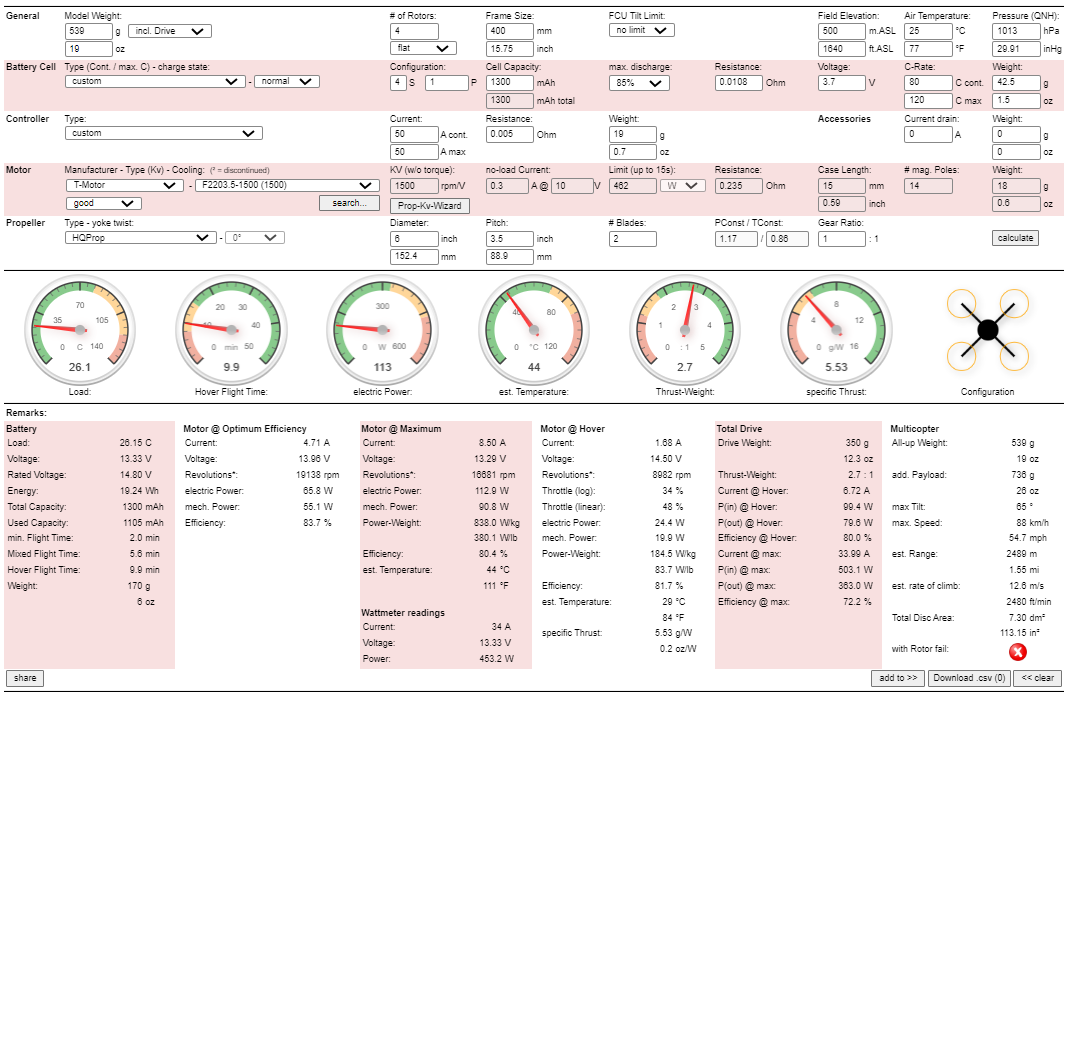 General Model Weight: # of Rotors: Frame Size: FCU Tilt Limit: Field Elevation: Air Temperature: Pressure (QNH):
539 g incl. Drive 4 400 mm no limit 500 m.ASL 25 °C 1013 hPa
19 oz flat 15.75 inch 1640 ft.ASL 77 °F 29.91 inHg
Battery Cell Type (Cont. / max. C) - charge state: Configuration: Cell Capacity: max. discharge: Resistance: Voltage: C-Rate: Weight:
custom - normal 4 S 1 P 1300 mAh 85% 0.0108 Ohm 3.7 V 80 C cont. 42.5 g
1300 mAh total 120 C max 1.5 oz
Controller Type: Current: Resistance: Weight: Accessories Current drain: Weight:
custom 50 A cont. 0.005 Ohm 19 g 0 A 0 g
50 A max 0.7 oz 0 oz
Motor Manufacturer - Type (Kv) - Cooling: (* = discontinued) KV (w/o torque): no-load Current: Limit (up to 15s): Resistance: Case Length: # mag. Poles: Weight:
T-Motor - F2203.5-1500 (1500) 1500 rpm/V 0.3 A @ 10 V 462 W 0.235 Ohm 15 mm 14 18 g
good search... Prop-Kv-Wizard 0.59 inch 0.6 oz
Propeller Type - yoke twist: Diameter: Pitch: # Blades: PConst / TConst: Gear Ratio:
HQProp - 0° 6 inch 3.5 inch 2 1.17 / 0.86 1 : 1 calculate
152.4 mm 88.9 mm
70 20 30 300 80 2 3 8
35 105 40 40 1 4 4 12
0 C 140 0 min 50 0 W 600 0 °C 120 0 : 1 5 0 g/W 16
26.1 9.9 113 44 2.7 5.53
Load: Hover Flight Time: electric Power: est. Temperature: Thrust-Weight: specific Thrust: Configuration
Remarks:
Battery
Load: 26.15 C
Voltage: 13.33 V
Rated Voltage: 14.80 V
Energy: 19.24 Wh
Total Capacity: 1300 mAh
Used Capacity: 1105 mAh
min. Flight Time: 2.0 min
Mixed Flight Time: 5.6 min
Hover Flight Time: 9.9 min
Weight: 170 g
6 oz
Motor @ Optimum Efficiency
Current: 4.71 A
Voltage: 13.96 V
Revolutions*: 19138 rpm
electric Power: 65.8 W
mech. Power: 55.1 W
Efficiency: 83.7 %
Motor @ Maximum
Current: 8.50 A
Voltage: 13.29 V
Revolutions*: 16681 rpm
electric Power: 112.9 W
mech. Power: 90.8 W
Power-Weight: 838.0 W/kg
380.1 W/lb
Efficiency: 80.4 %
est. Temperature: 44 °C
111 °F
Wattmeter readings
Current: 34 A
Voltage: 13.33 V
Power: 453.2 W
Motor @ Hover
Current: 1.68 A
Voltage: 14.50 V
Revolutions*: 8982 rpm
Throttle (log): 34 %
Throttle (linear): 48 %
electric Power: 24.4 W
mech. Power: 19.9 W
Power-Weight: 184.5 W/kg
83.7 W/lb
Efficiency: 81.7 %
est. Temperature: 29 °C
84 °F
specific Thrust: 5.53 g/W
0.2 oz/W
Total Drive
Drive Weight: 350 g
12.3 oz
Thrust-Weight: 2.7 : 1
Current @ Hover: 6.72 A
P(in) @ Hover: 99.4 W
P(out) @ Hover: 79.6 W
Efficiency @ Hover: 80.0 %
Current @ max: 33.99 A
P(in) @ max: 503.1 W
P(out) @ max: 363.0 W
Efficiency @ max: 72.2 %
Multicopter
All-up Weight: 539 g
19 oz
add. Payload: 736 g
26 oz
max Tilt: 65 °
max. Speed: 88 km/h
54.7 mph
est. Range: 2489 m
1.55 mi
est. rate of climb: 12.6 m/s
2480 ft/min
Total Disc Area: 7.30 dm²
113.15 in²
with Rotor fail:
share add to >> Download .csv (0) << clear